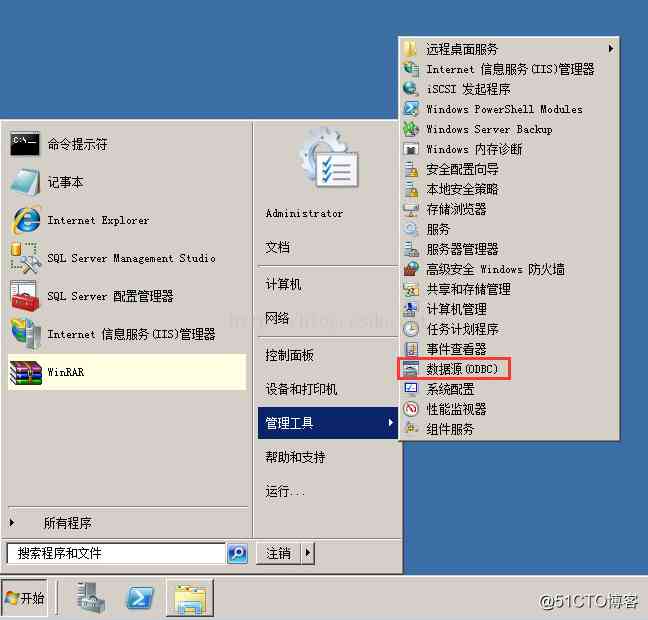 远程桌面服务
Internet 信息服务(IIS)管理器
iSCSI 发起程序
Windows PowerShell Modules
Windows Server Backup
Windows 内存诊断
安全配置向导
本地安全策略
存储浏览器
服务
服务器管理器
高级安全 Windows 防火墙
共享和存储管理
计算机管理
任务计划程序
事件查看器
数据源(ODBC)
系统配置
性能监视器
组件服务
C:\_
命令提示符
记事本
Internet Explorer
SQL Server Management Studio
SQL Server 配置管理器
Internet 信息服务(IIS)管理器
WinRAR
所有程序
搜索程序和文件
Administrator
文档
计算机
网络
控制面板
设备和打印机
管理工具
帮助和支持
运行...
注销
开始
@51CTO博客